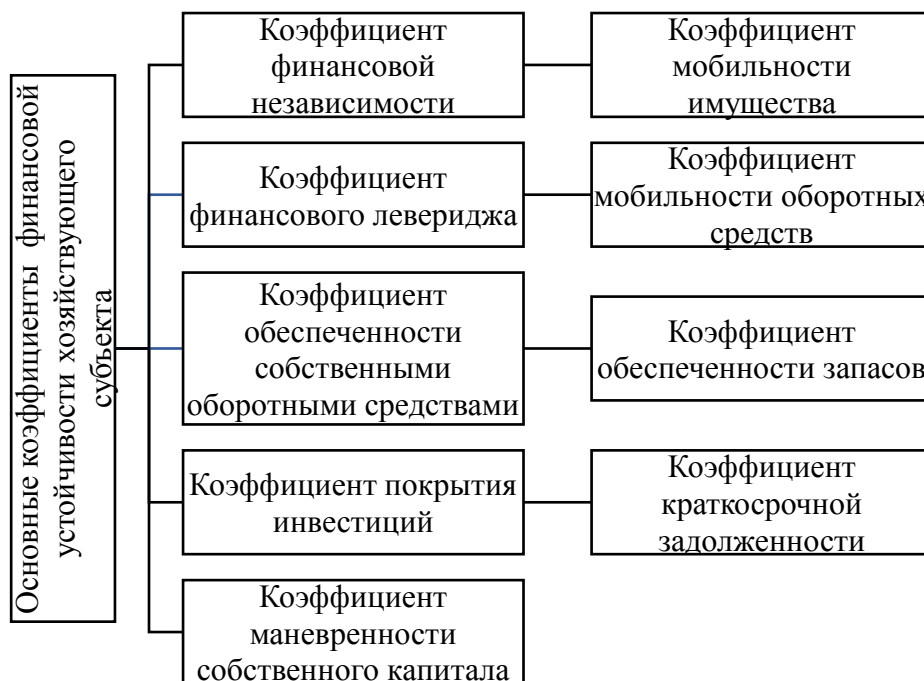 Основные коэффициенты финансовой
устойчивости хозяйствующего
субъекта
Коэффициент
финансовой
независимости
Коэффициент
мобильности
имущества
Коэффициент
финансового левериджа
Коэффициент
мобильности оборотных
средств
Коэффициент
обеспеченности
собственными
оборотными средствами
Коэффициент
обеспеченности запасов
Коэффициент покрытия
инвестиций
Коэффициент
краткосрочной
задолженности
Коэффициент
маневренности
собственного капитала